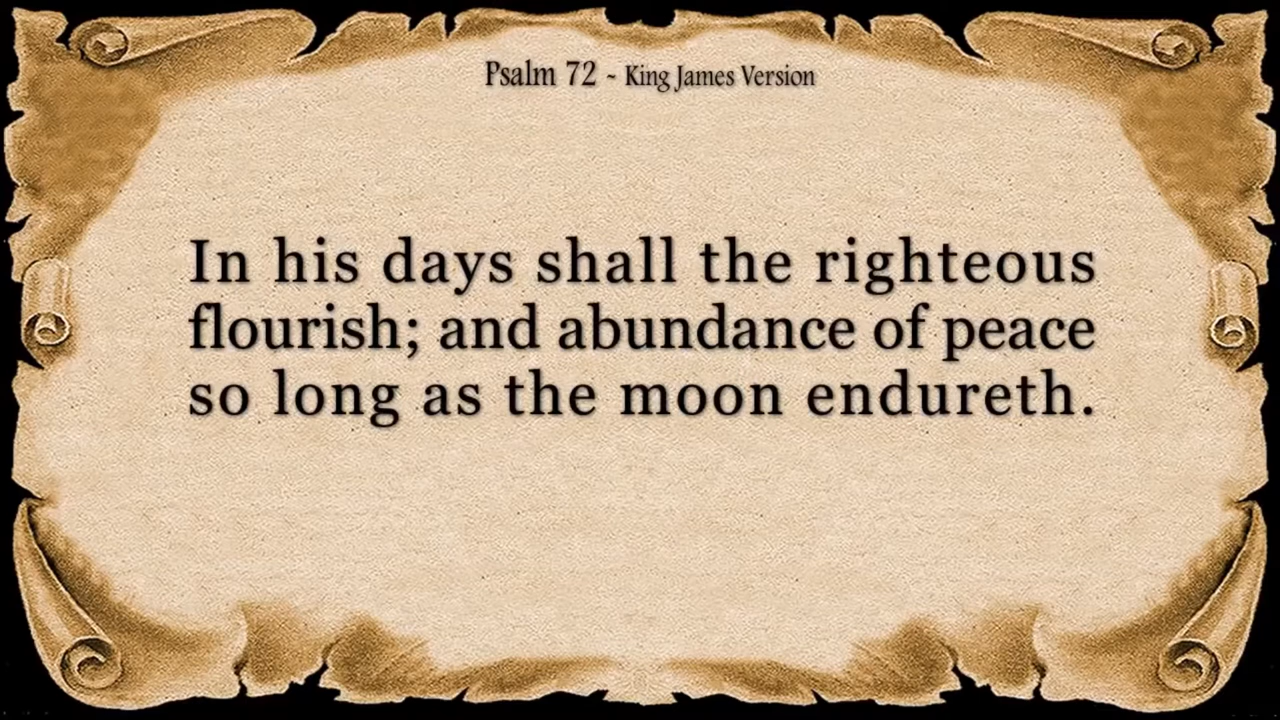 Psalm 72 - King James Version
In his days shall the righteous
flourish; and abundance of peace
so long as the moon endureth.